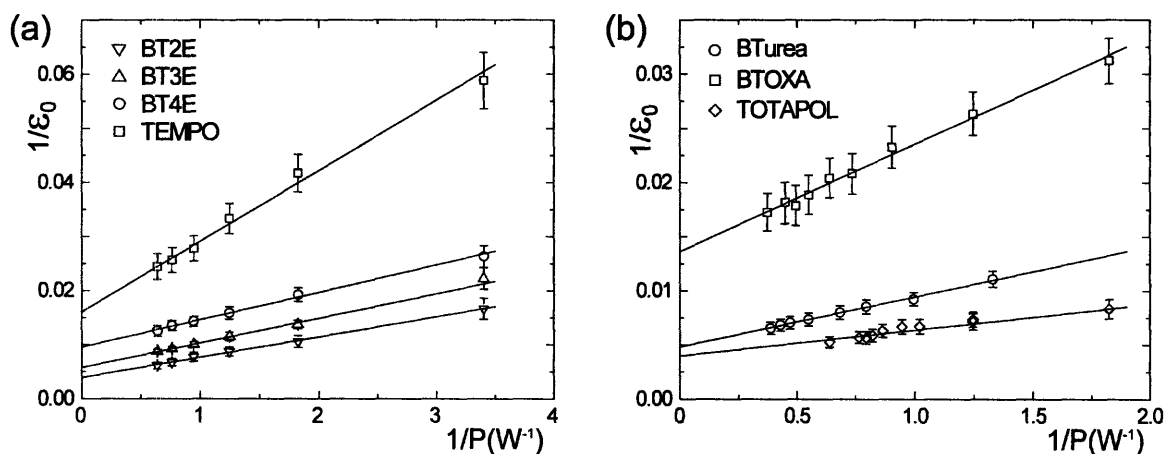 (a)
BT2E
BT3E
BT4E
TEMPO
1/ε₀
0.06
0.04
0.02
0.00
0 1 2 3 4
1/P(W⁻¹)
(b)
BTurea
BTOXA
TOTAPOL
1/ε₀
0.03
0.02
0.01
0.00
0 0.5 1.0 1.5 2.0
1/P(W⁻¹)